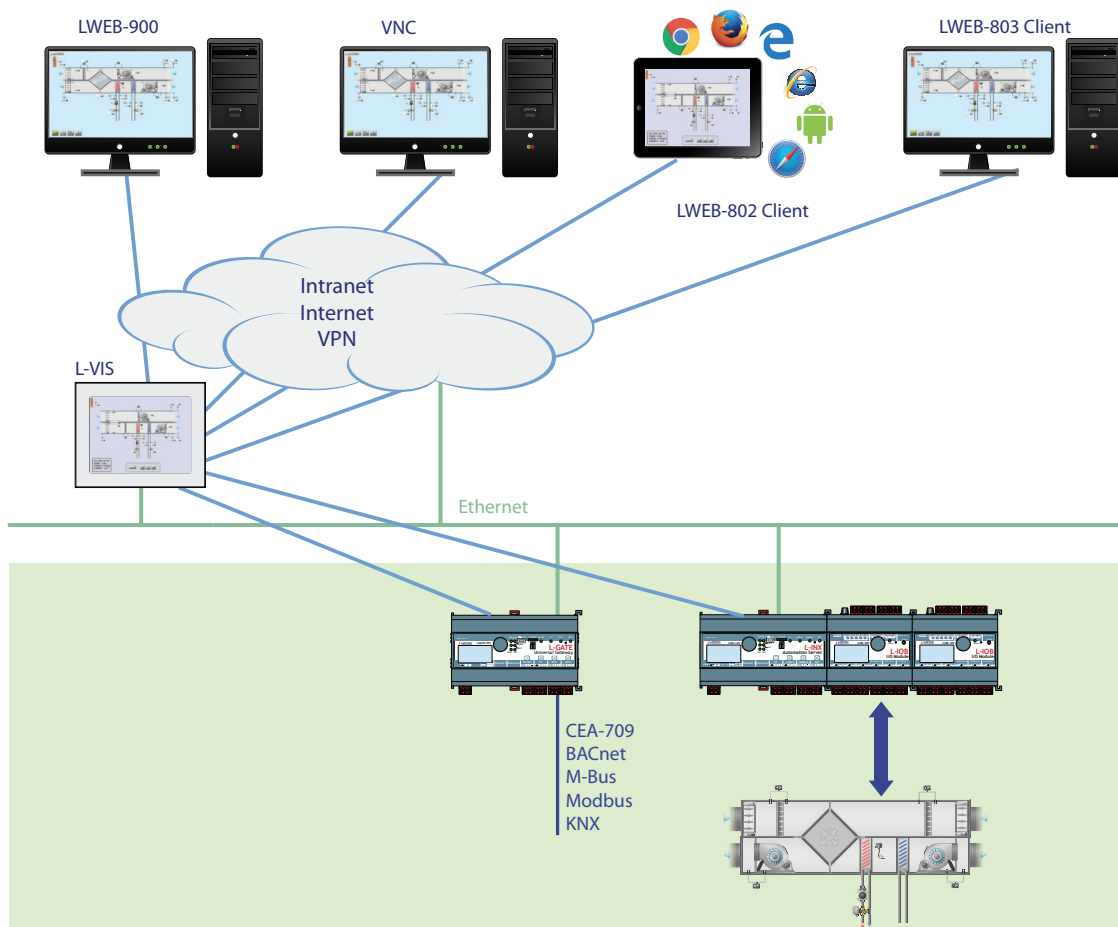 LWEB-900
VNC
LWEB-803 Client
LWEB-802 Client
Intranet
Internet
VPN
L-VIS
Ethernet
L-GATE
Universal Gateway
L-INX
Automation Server
L-IOB
I/O Module
L-IOB
I/O Module
CEA-709
BACnet
M-Bus
Modbus
KNX